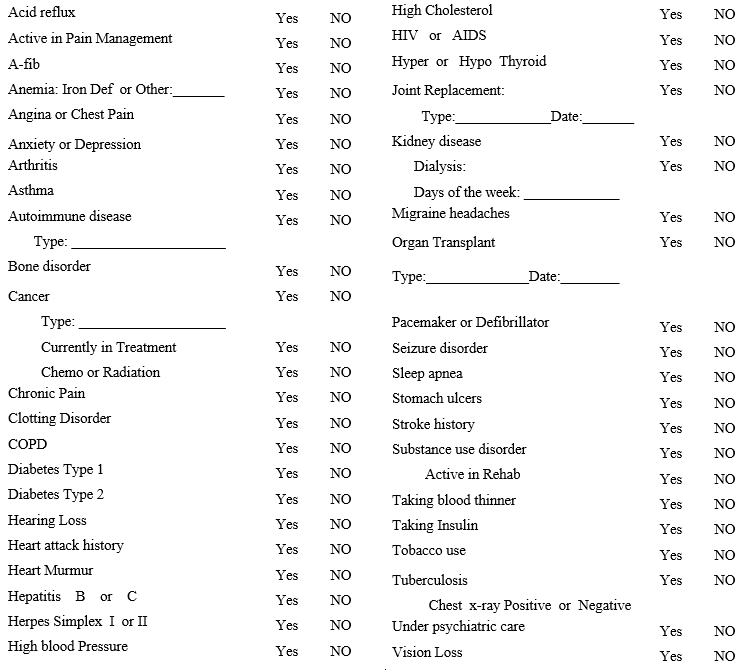 Acid reflux Yes NO
Active in Pain Management Yes NO
A-fib Yes NO
Anemia: Iron Def or Other:_______ Yes NO
Angina or Chest Pain Yes NO
Anxiety or Depression Yes NO
Arthritis Yes NO
Asthma Yes NO
Autoimmune disease Yes NO
Type: _____________________
Bone disorder Yes NO
Cancer Yes NO
Type: ____________________
Currently in Treatment Yes NO
Chemo or Radiation Yes NO
Chronic Pain Yes NO
Clotting Disorder Yes NO
COPD Yes NO
Diabetes Type 1 Yes NO
Diabetes Type 2 Yes NO
Hearing Loss Yes NO
Heart attack history Yes NO
Heart Murmur Yes NO
Hepatitis B or C Yes NO
Herpes Simplex I or II Yes NO
High blood Pressure Yes NO
High Cholesterol Yes NO
HIV or AIDS Yes NO
Hyper or Hypo Thyroid Yes NO
Joint Replacement: Yes NO
Type:_____________Date:_______
Kidney disease Yes NO
Dialysis: Yes NO
Days of the week: _____________
Migraine headaches Yes NO
Organ Transplant Yes NO
Type:______________Date:________
Pacemaker or Defibrillator Yes NO
Seizure disorder Yes NO
Sleep apnea Yes NO
Stomach ulcers Yes NO
Stroke history Yes NO
Substance use disorder Yes NO
Active in Rehab Yes NO
Taking blood thinner Yes NO
Taking Insulin Yes NO
Tobacco use Yes NO
Tuberculosis Yes NO
Chest x-ray Positive or Negative
Under psychiatric care Yes NO
Vision Loss Yes NO